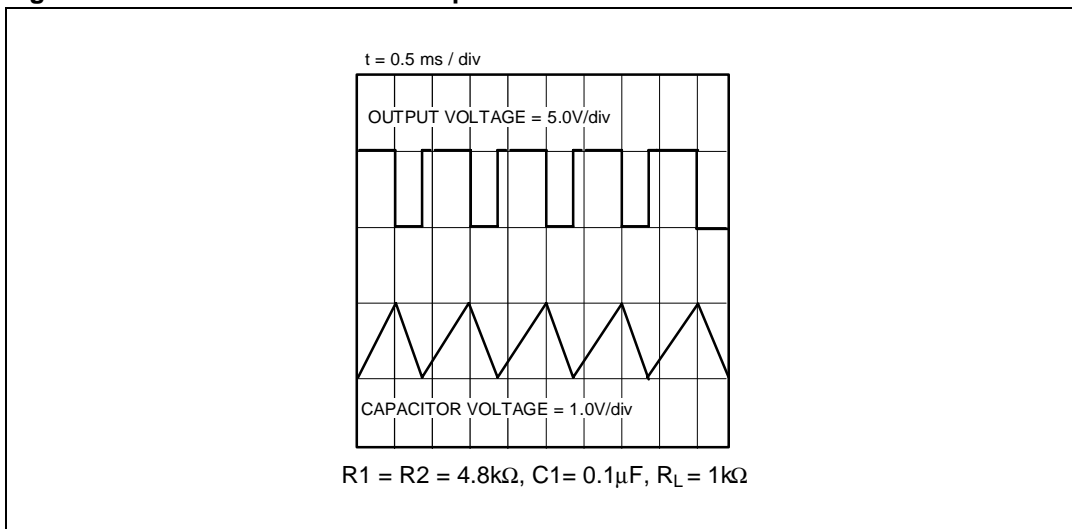 t = 0.5 ms / div
OUTPUT VOLTAGE = 5.0V/div
CAPACITOR VOLTAGE = 1.0V/div
R1 = R2 = 4.8kΩ, C1= 0.1μF, RL= 1kΩ